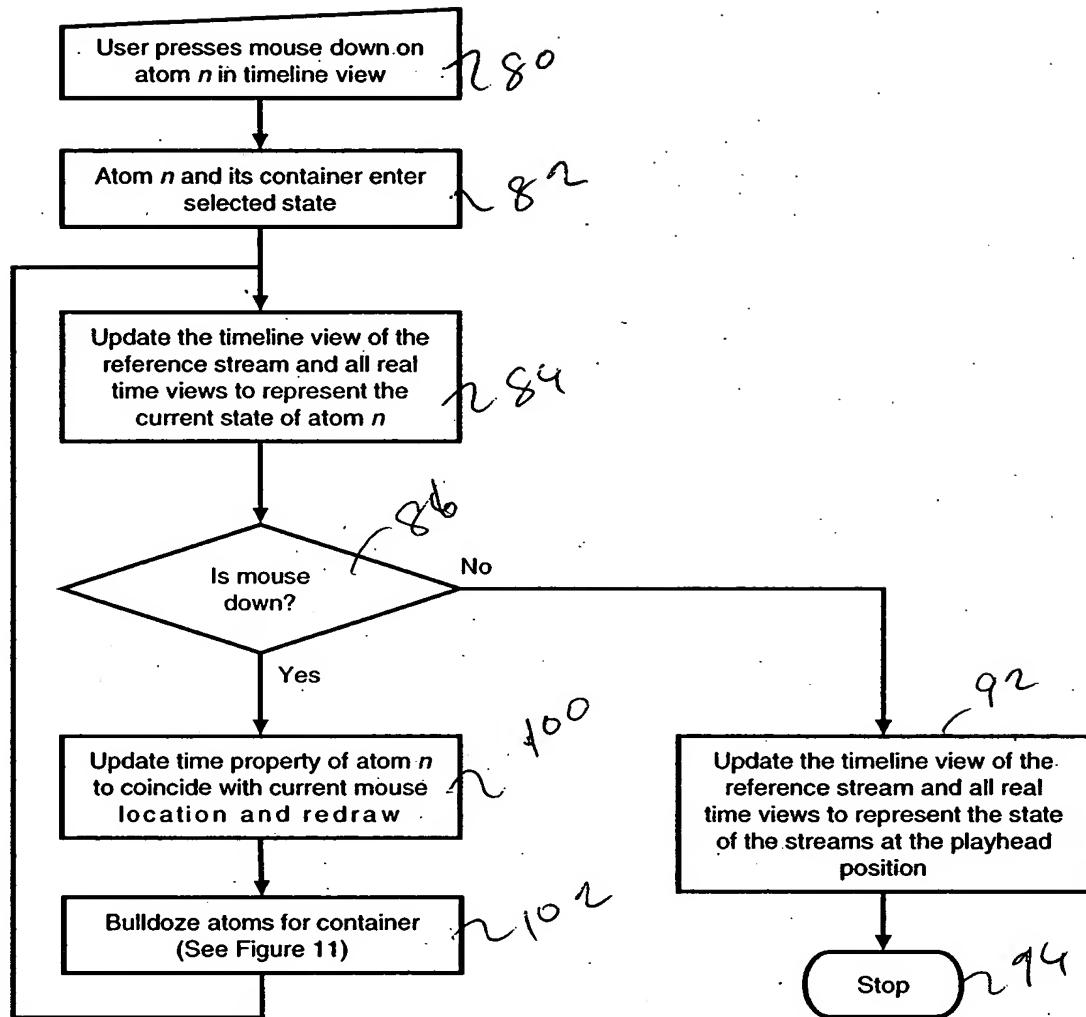 User presses mouse down on
atom n in timeline view
80
Atom n and its container enter
selected state
82
Update the timeline view of the
reference stream and all real
time views to represent the
current state of atom n
84
Is mouse
down?
86
No
Yes
Update time property of atom n
to coincide with current mouse
location and redraw
100
Update the timeline view of the
reference stream and all real
time views to represent the state
of the streams at the playhead
position
92
Bulldoze atoms for container
(See Figure 11)
102
Stop
94